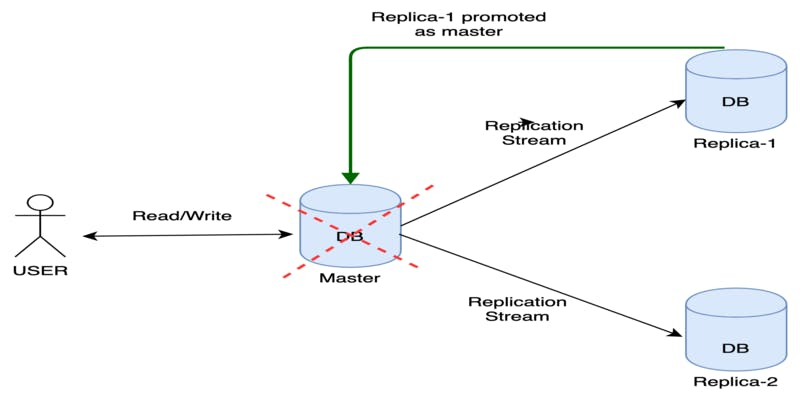 Replica-1 promoted
as master
DB
Replica-1
Replication
Stream
Read/Write
USER
DB
Master
Replication
Stream
DB
Replica-2